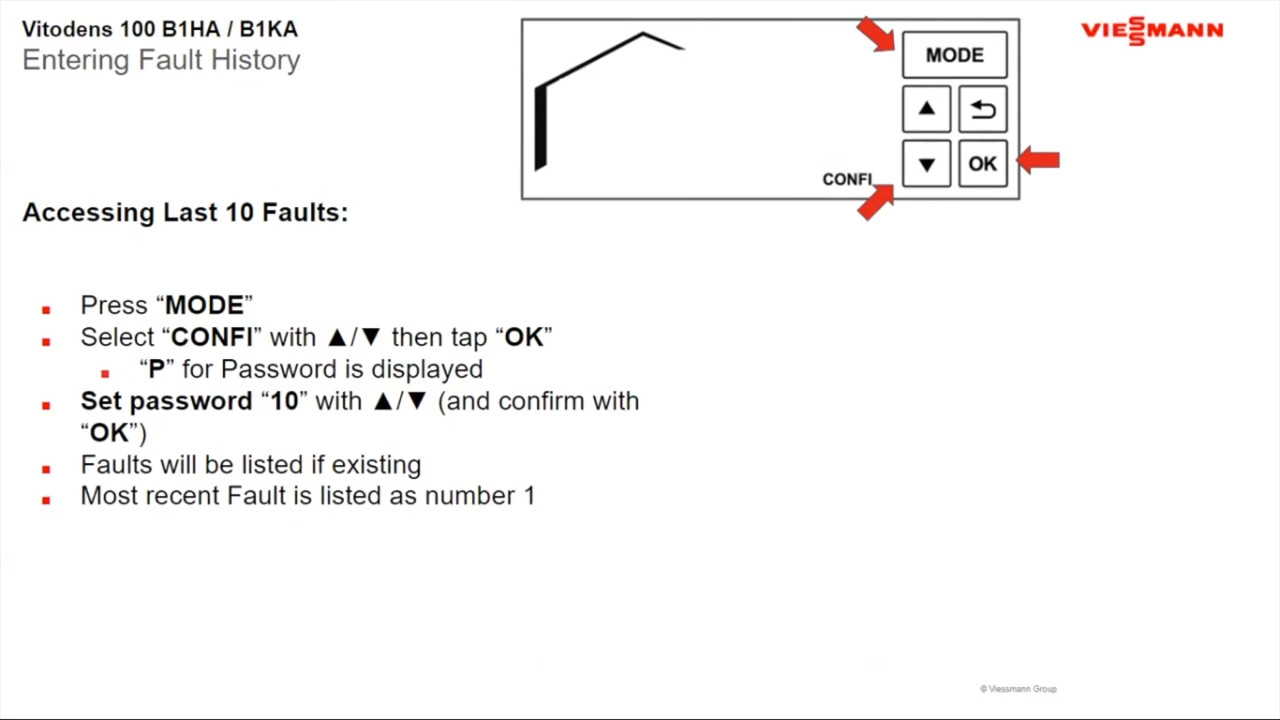 Vitodens 100 B1HA / B1KA
Entering Fault History
MODE
OK
CONFI
VIESSMANN
Accessing Last 10 Faults:
Press “MODE”
Select “CONFI” with ▲/▼ then tap “OK”
“P” for Password is displayed
Set password “10” with ▲/▼ (and confirm with
“OK”)
Faults will be listed if existing
Most recent Fault is listed as number 1
© Viessmann Group